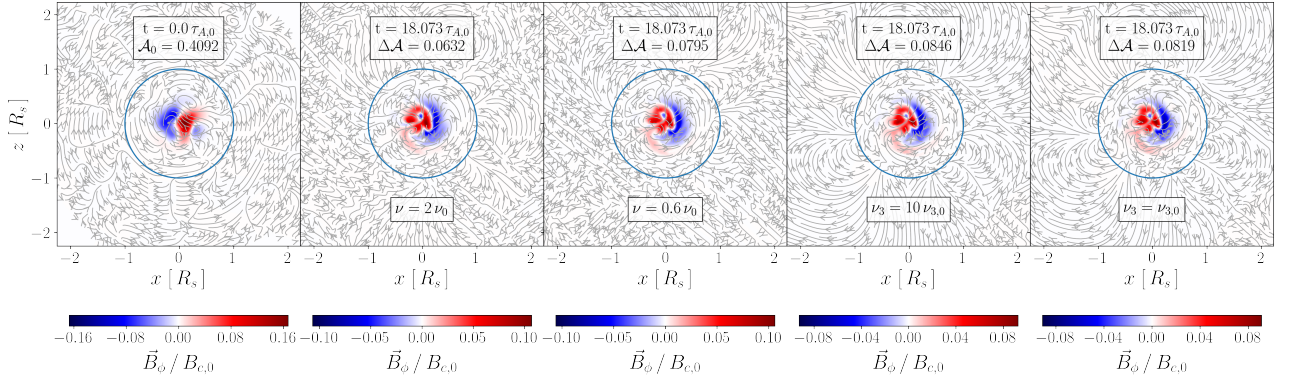 t = 0.0 τ_{A,0}
𝒜_0 = 0.4092
t = 18.073 τ_{A,0}
Δ𝒜 = 0.0632
t = 18.073 τ_{A,0}
Δ𝒜 = 0.0795
t = 18.073 τ_{A,0}
Δ𝒜 = 0.0846
t = 18.073 τ_{A,0}
Δ𝒜 = 0.0819
2
1
0
−1
−2
z [ R_s ]
ν = 2 ν_0
ν = 0.6 ν_0
ν_3 = 10 ν_{3,0}
ν_3 = ν_{3,0}
−2 −1 0 1 2
−2 −1 0 1 2
−2 −1 0 1 2
−2 −1 0 1 2
−2 −1 0 1 2
x [ R_s ]
x [ R_s ]
x [ R_s ]
x [ R_s ]
x [ R_s ]
−0.16 −0.08 0.00 0.08 0.16
−0.10 −0.05 0.00 0.05 0.10
−0.10 −0.05 0.00 0.05 0.10
−0.08 −0.04 0.00 0.04 0.08
−0.08 −0.04 0.00 0.04 0.08
B⃗_ϕ / B_{c,0}
B⃗_ϕ / B_{c,0}
B⃗_ϕ / B_{c,0}
B⃗_ϕ / B_{c,0}
B⃗_ϕ / B_{c,0}